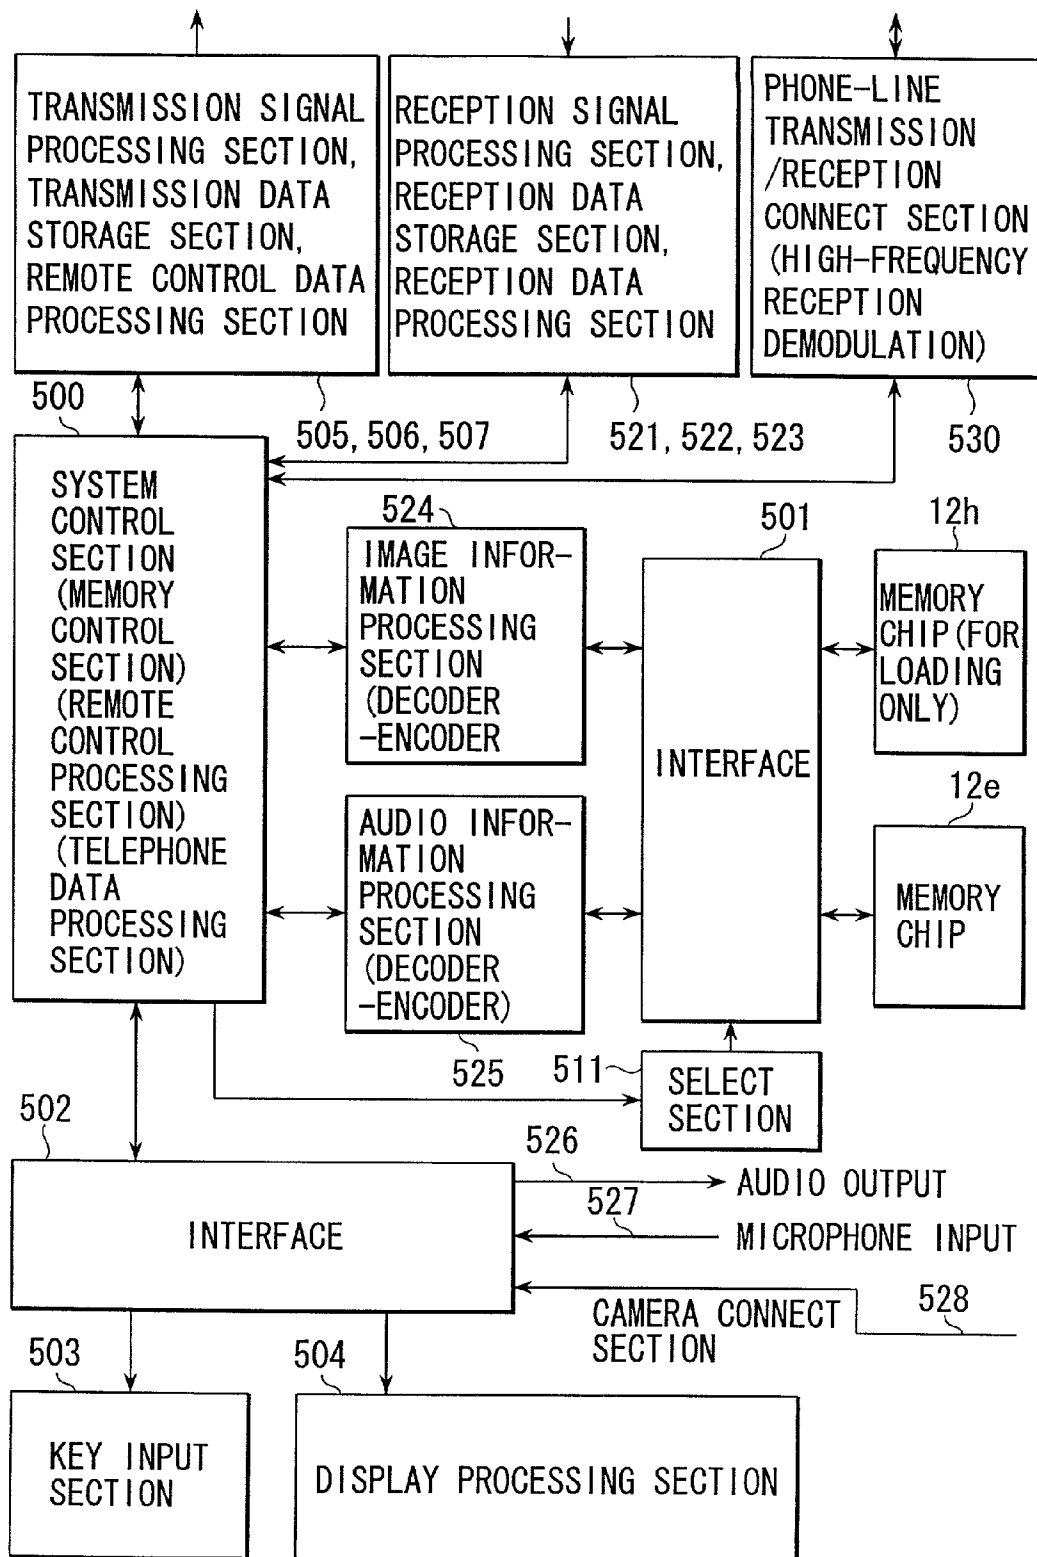 TRANSMISSION SIGNAL
PROCESSING SECTION,
TRANSMISSION DATA
STORAGE SECTION,
REMOTE CONTROL DATA
PROCESSING SECTION
RECEPTION SIGNAL
PROCESSING SECTION,
RECEPTION DATA
STORAGE SECTION,
RECEPTION DATA
PROCESSING SECTION
PHONE-LINE
TRANSMISSION
/RECEPTION
CONNECT SECTION
(HIGH-FREQUENCY
RECEPTION
DEMODULATION)
500
505, 506, 507
521, 522, 523
530
SYSTEM
CONTROL
SECTION
(MEMORY
CONTROL
SECTION)
(REMOTE
CONTROL
PROCESSING
SECTION)
(TELEPHONE
DATA
PROCESSING
SECTION)
524
IMAGE INFOR-
MATION
PROCESSING
SECTION
(DECODER
-ENCODER
501
INTERFACE
12h
MEMORY
CHIP(FOR
LOADING
ONLY)
AUDIO INFOR-
MATION
PROCESSING
SECTION
(DECODER
-ENCODER)
525
12e
MEMORY
CHIP
511
SELECT
SECTION
502
INTERFACE
526
AUDIO OUTPUT
527
MICROPHONE INPUT
CAMERA CONNECT
SECTION
528
503
KEY INPUT
SECTION
504
DISPLAY PROCESSING SECTION